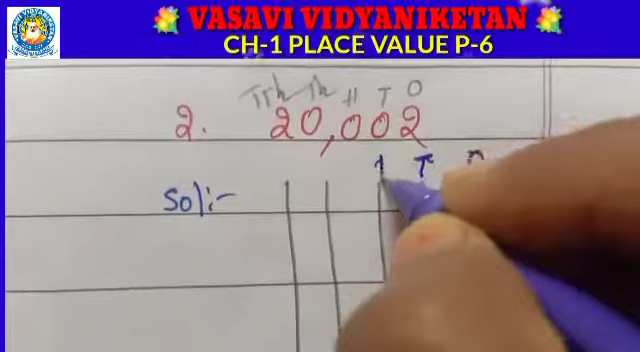 VASAVI VIDYANIKETAN
CH-1 PLACE VALUE P-6
TTh Th H T O
2. 20,002
T O
Sol:-